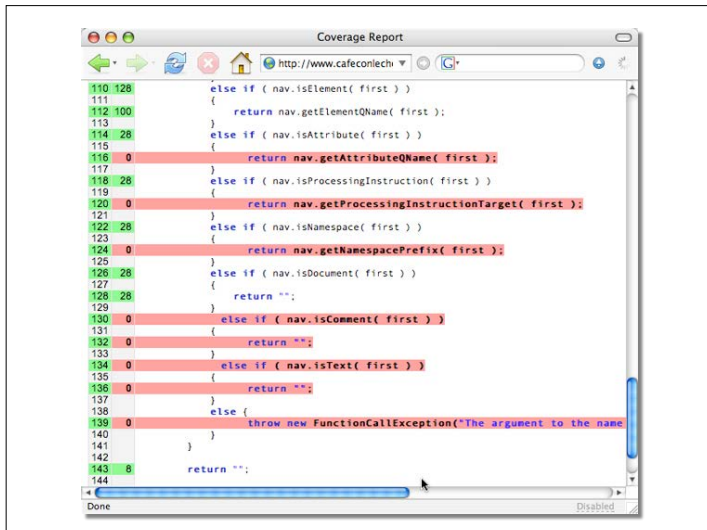 Coverage Report
http://www.cafeconlech
G
110 128 else if ( nav.isElement( first ) )
111 {
112 100 return nav.getElementQName( first );
113 }
114 28 else if ( nav.isAttribute( first ) )
115 {
116 0 return nav.getAttributeQName( first );
117 }
118 28 else if ( nav.isProcessingInstruction( first ) )
119 {
120 0 return nav.getProcessingInstructionTarget( first );
121 }
122 28 else if ( nav.isNamespace( first ) )
123 {
124 0 return nav.getNamespacePrefix( first );
125 }
126 28 else if ( nav.isDocument( first ) )
127 {
128 28 return "";
129 }
130 0 else if ( nav.isComment( first ) )
131 {
132 0 return "";
133 }
134 0 else if ( nav.isText( first ) )
135 {
136 0 return "";
137 }
138 else {
139 0 throw new FunctionCallException("The argument to the name
140 }
141 }
142
143 8 return "";
144
Done Disabled